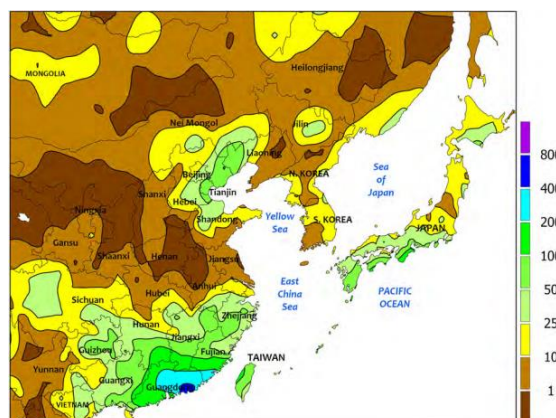 Heilongjiang
MONGOLIA
Jilin
Nei Mongol
Liaoning
Beijing
Sea
of
Japan
N. KOREA
Tianjin
Shanxi
Hebei
Ningxia
Shandong
Yellow
Sea
S. KOREA
JAPAN
Gansu
Shaanxi
Henan
Jiangsu
East
China
Sea
PACIFIC
OCEAN
Anhui
Hubei
Sichuan
Zhejiang
Hunan
Jiangxi
Guizhou
Fujian
TAIWAN
Yunnan
Guangxi
Guangdong
VIETNAM
800
400
200
100
50
25
10
1